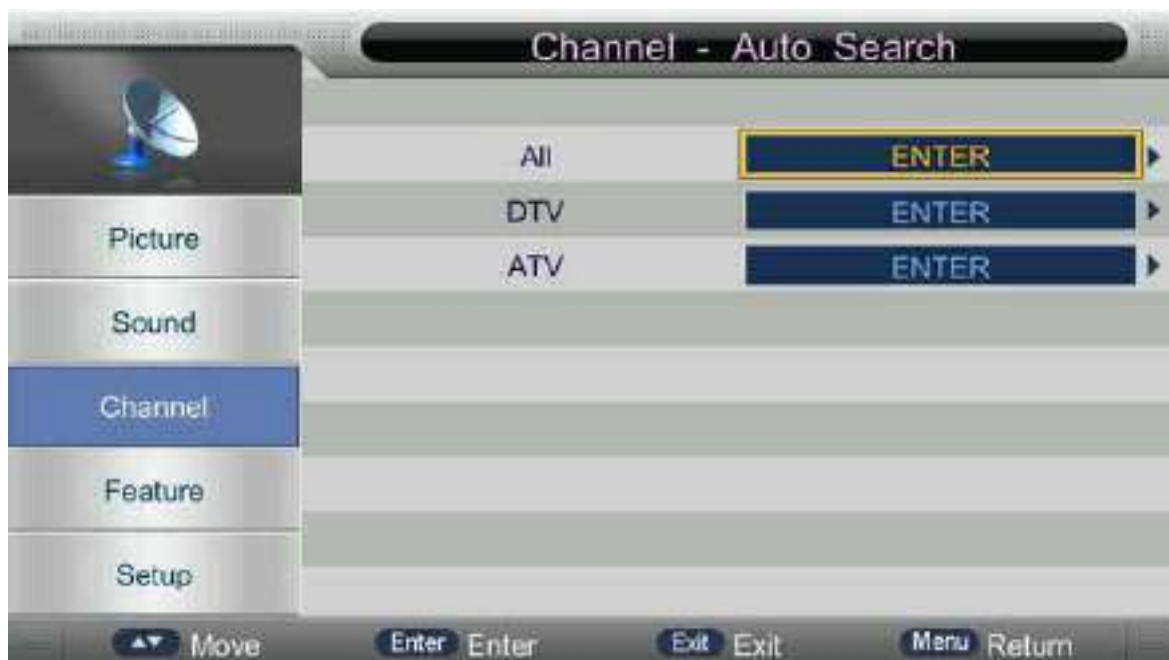 Channel - Auto Search
All ENTER
DTV ENTER
ATV ENTER
Picture
Sound
Channel
Feature
Setup
Move Enter Enter Exit Exit Menu Return